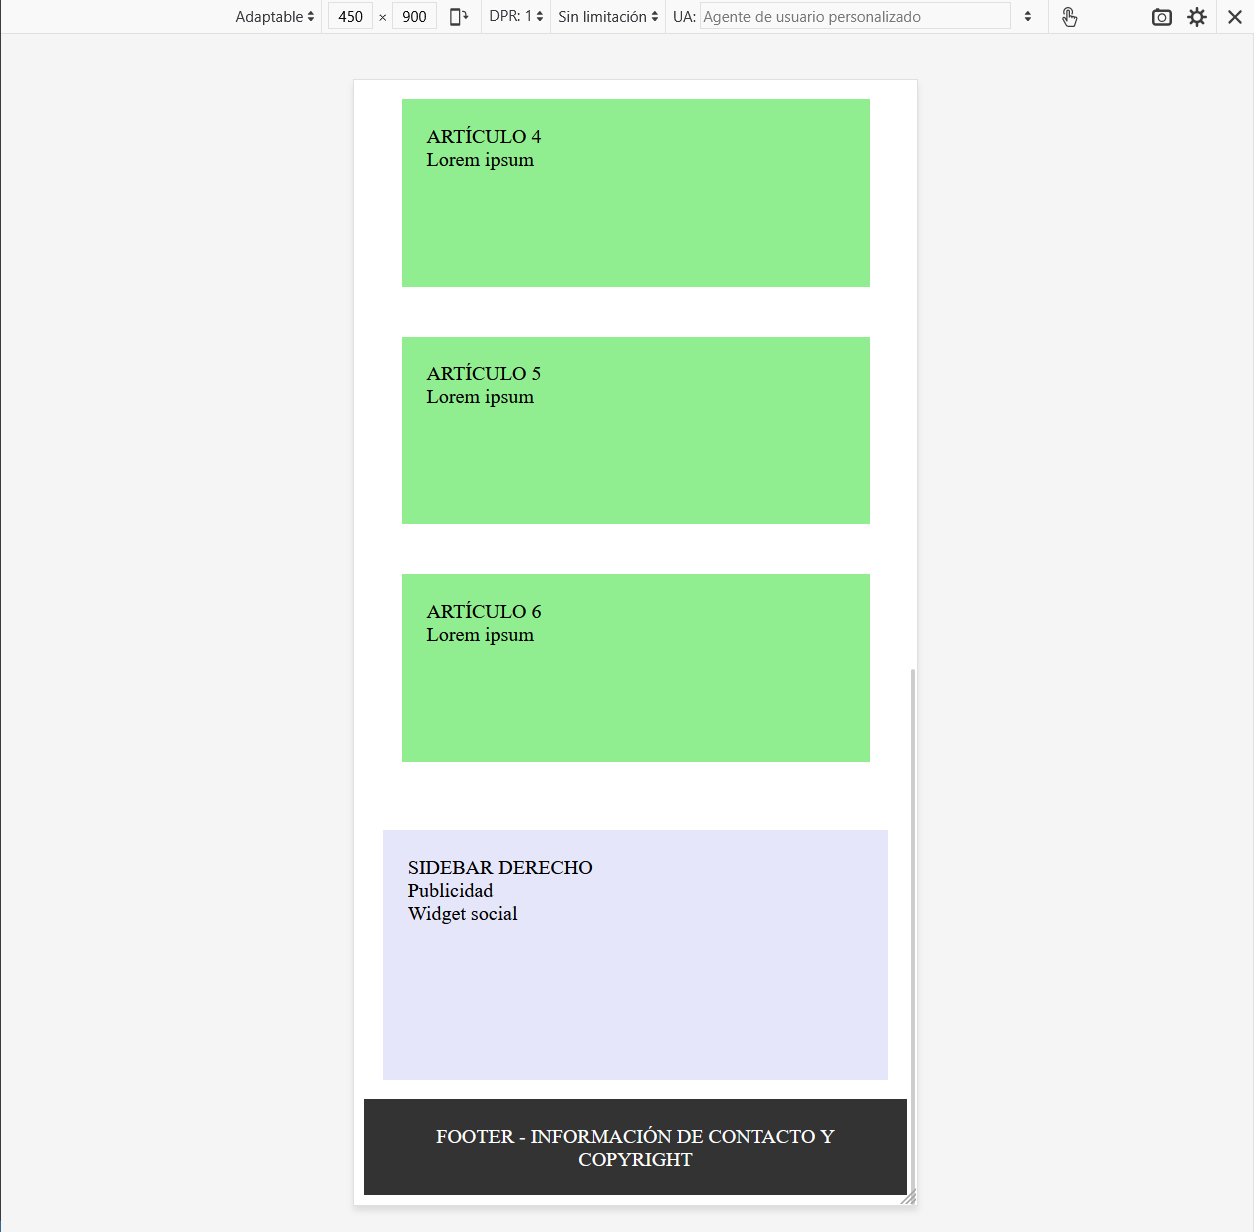 Adaptable 450 × 900 DPR: 1 Sin limitación UA: Agente de usuario personalizado
ARTÍCULO 4
Lorem ipsum
ARTÍCULO 5
Lorem ipsum
ARTÍCULO 6
Lorem ipsum
SIDEBAR DERECHO
Publicidad
Widget social
FOOTER - INFORMACIÓN DE CONTACTO Y
COPYRIGHT